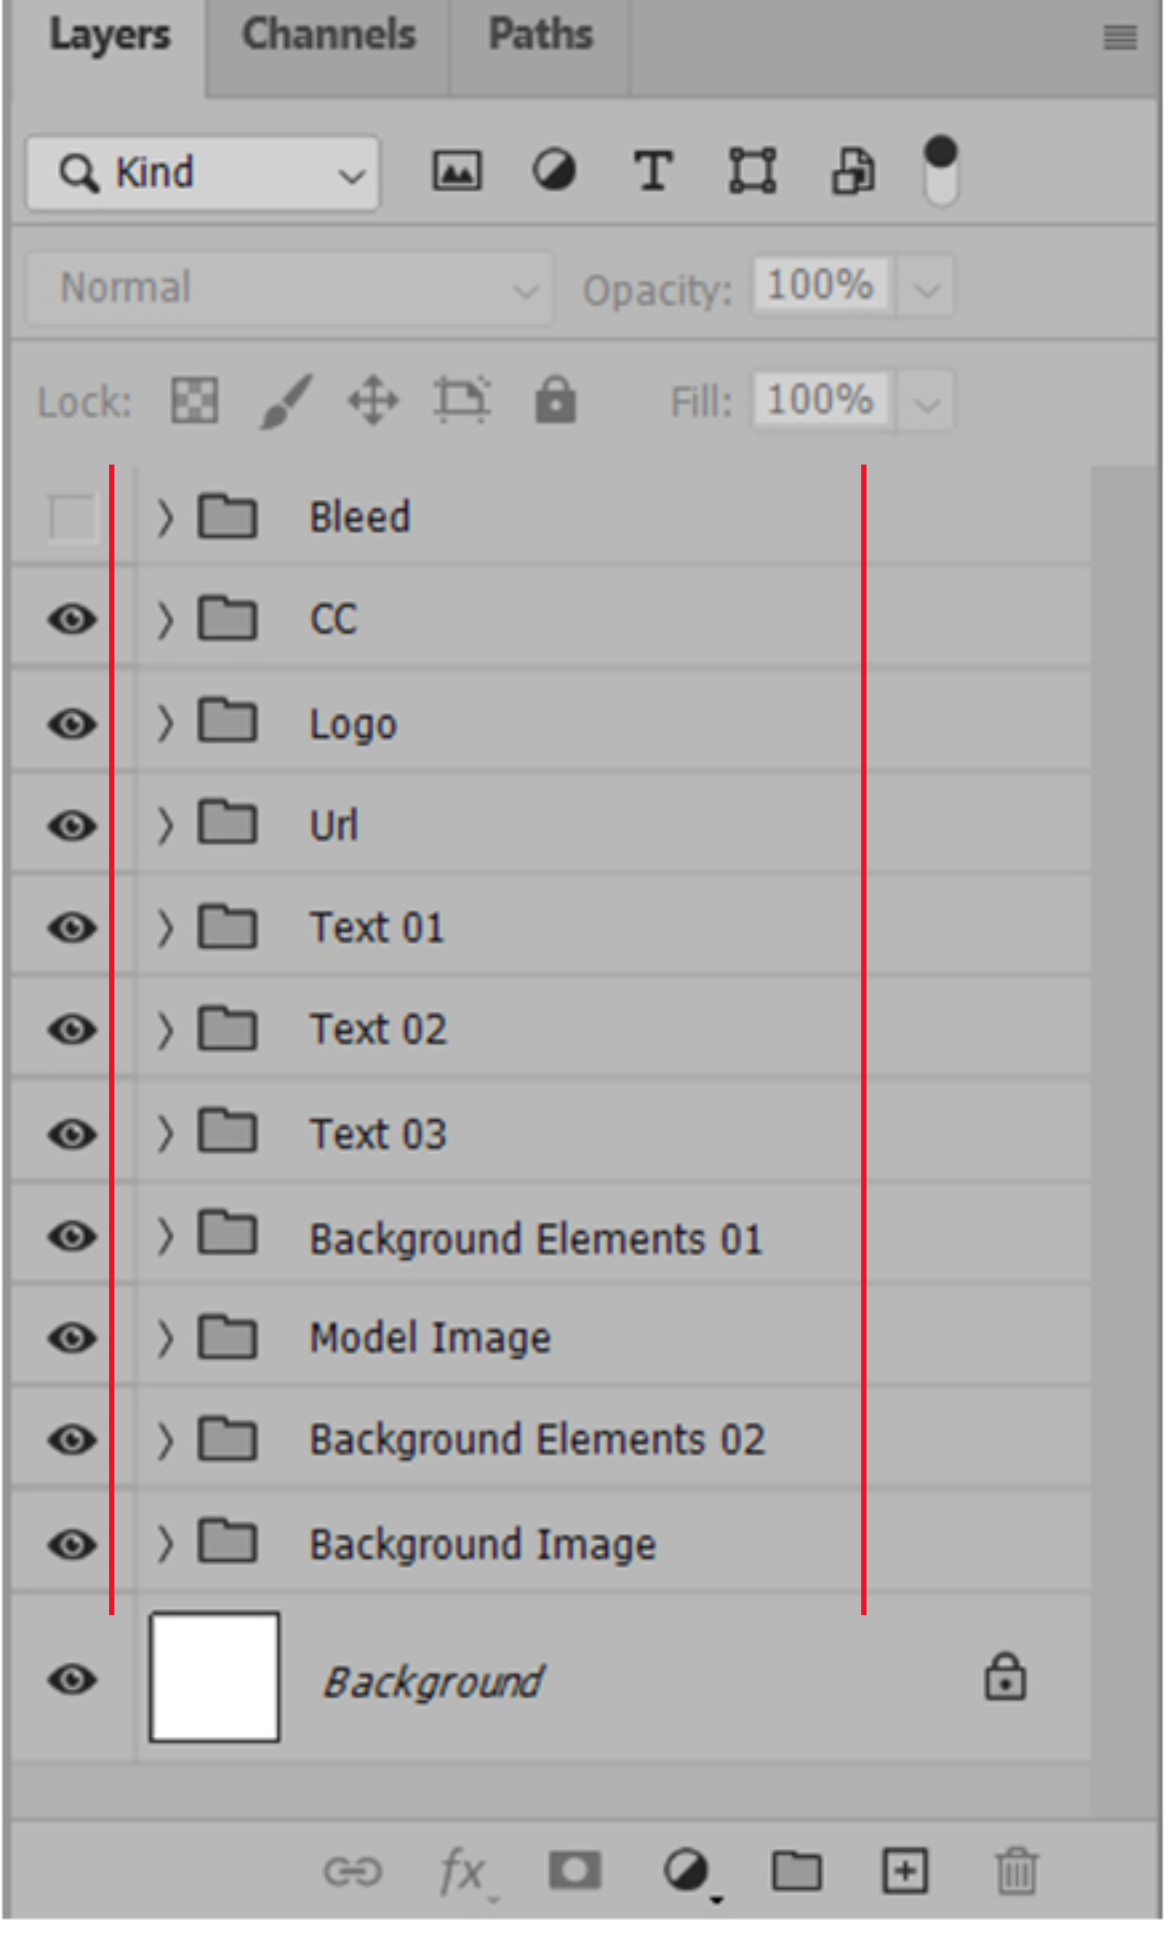 Layers Channels Paths
Kind
Normal Opacity: 100%
Lock: Fill: 100%
Bleed
CC
Logo
Url
Text 01
Text 02
Text 03
Background Elements 01
Model Image
Background Elements 02
Background Image
Background
fx